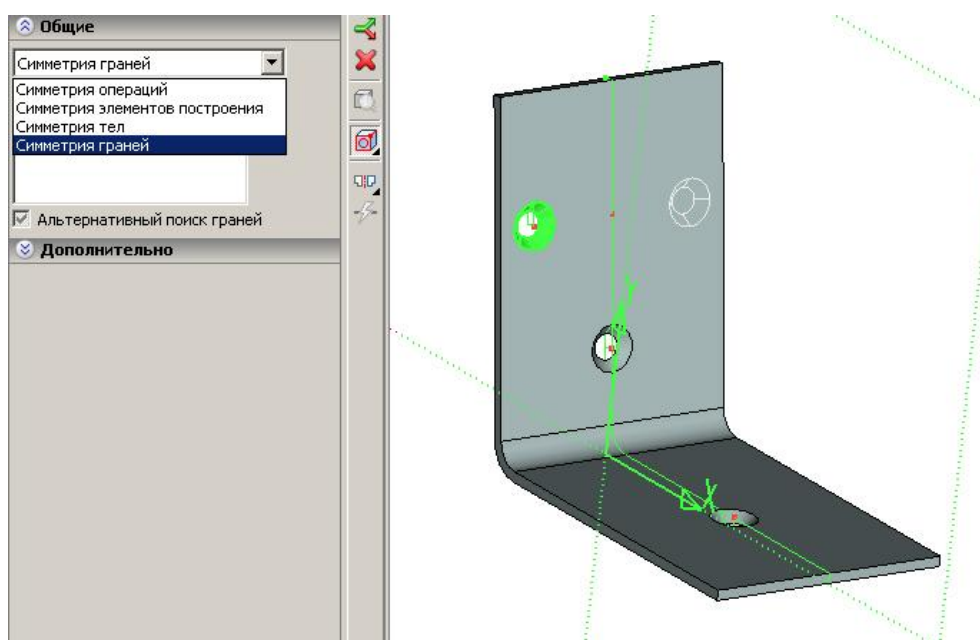 Общие
Симметрия граней
Симметрия операций
Симметрия элементов построения
Симметрия тел
Симметрия граней
Альтернативный поиск граней
Дополнительно
Y
X